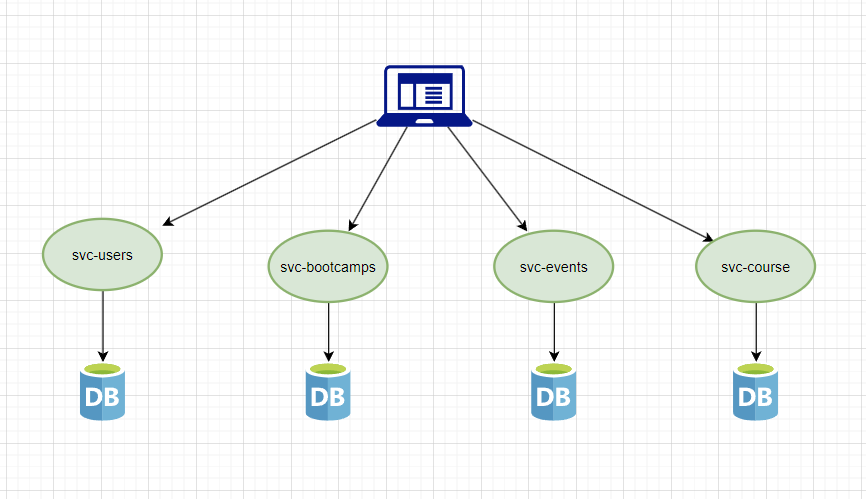 svc-users
svc-bootcamps
svc-events
svc-course
DB
DB
DB
DB